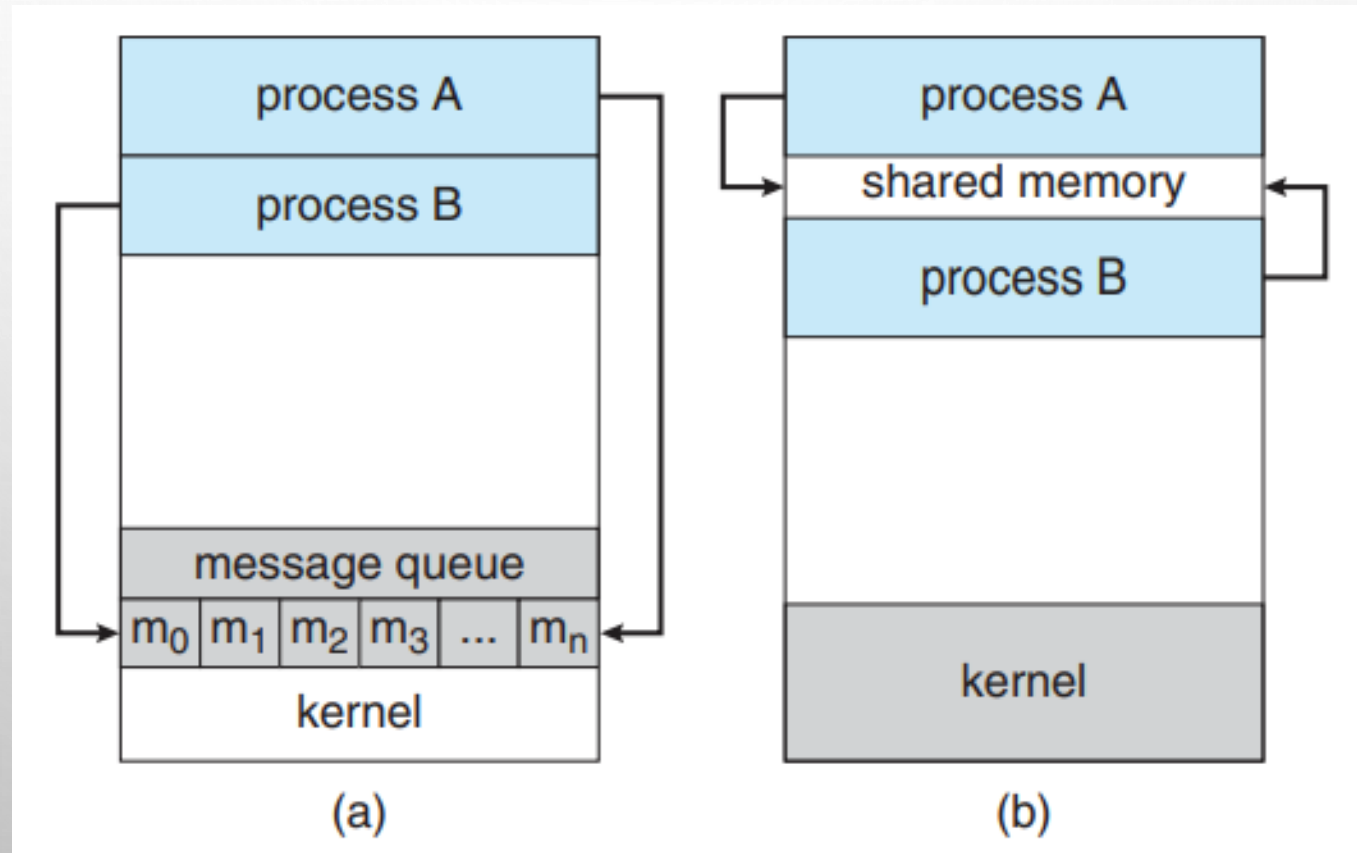 process A
process B
message queue
m0 m1 m2 m3 ... mn
kernel
(a)
process A
shared memory
process B
kernel
(b)